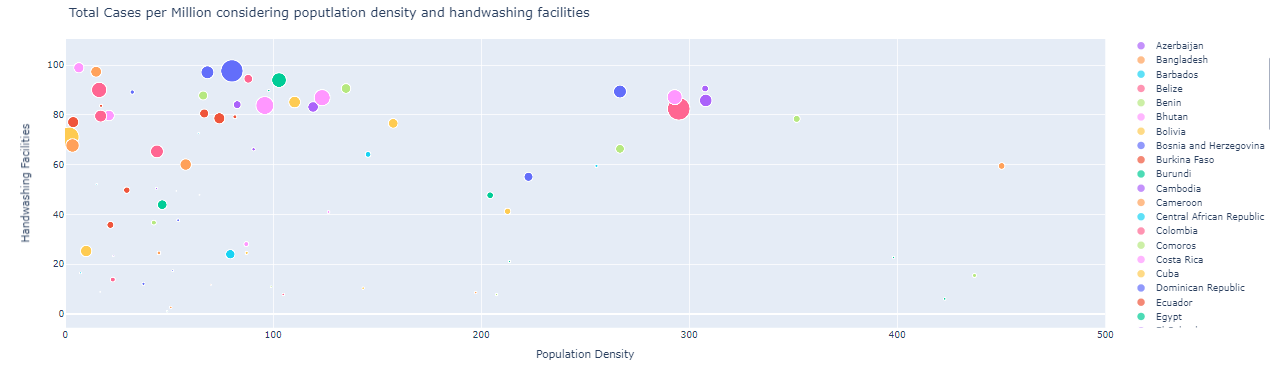 Total Cases per Million considering poputlation density and handwashing facilities
100
80
60
40
20
0
Handwashing Facilities
0 100 200 300 400 500
Population Density
Azerbaijan
Bangladesh
Barbados
Belize
Benin
Bhutan
Bolivia
Bosnia and Herzegovina
Burkina Faso
Burundi
Cambodia
Cameroon
Central African Republic
Colombia
Comoros
Costa Rica
Cuba
Dominican Republic
Ecuador
Egypt